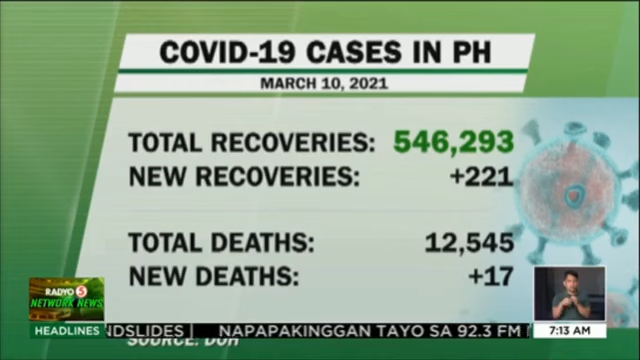 COVID-19 CASES IN PH
MARCH 10, 2021
TOTAL RECOVERIES: 546,293
NEW RECOVERIES: +221
TOTAL DEATHS: 12,545
NEW DEATHS: +17
RADYO 5
NETWORK NEWS
HEADLINES
NDSLIDES | NAPAPAKINGGAN TAYO SA 92.3 FM
7:13 AM
SOURCE: DOH